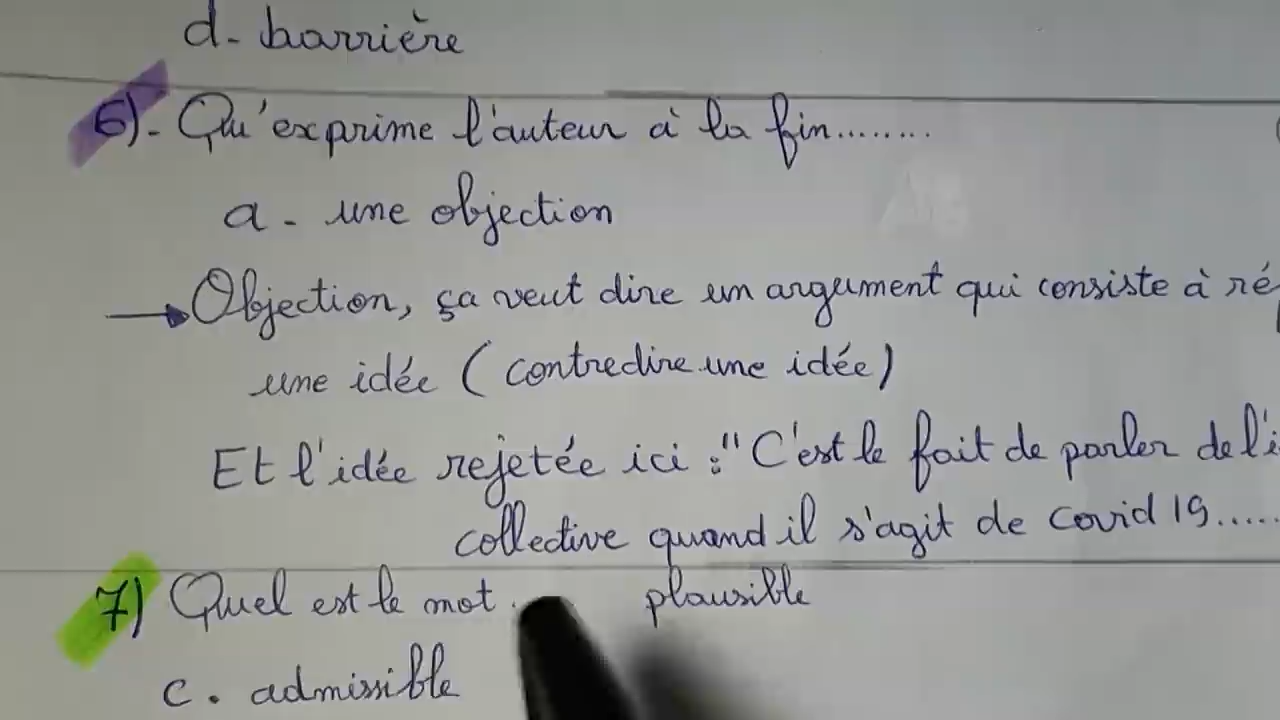 d- barrière
6)- Qu'exprime l'auteur à la fin........
a - une objection
→ Objection, ça veut dire un argument qui consiste à
une idée (contredire une idée)
Et l'idée rejetée ici : "C'est le fait de parler de
collective quand il s'agit de Covid 19.....
7) Quel est le mot plausible
c. admissible